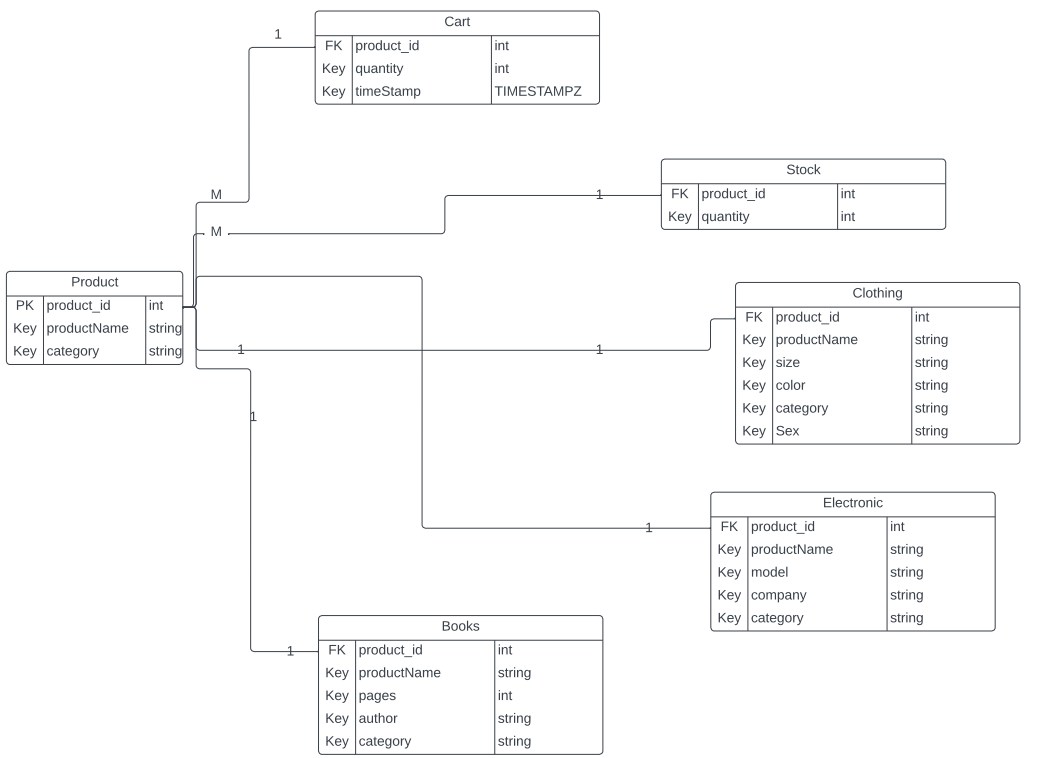 Cart
FK product_id int
Key quantity int
Key timeStamp TIMESTAMPZ
1
M
Stock
FK product_id int
Key quantity int
1
M
Product
PK product_id int
Key productName string
Key category string
Clothing
FK product_id int
Key productName string
Key size string
Key color string
Key category string
Key Sex string
1
1
1
Electronic
FK product_id int
Key productName string
Key model string
Key company string
Key category string
1
Books
FK product_id int
Key productName string
Key pages int
Key author string
Key category string
1